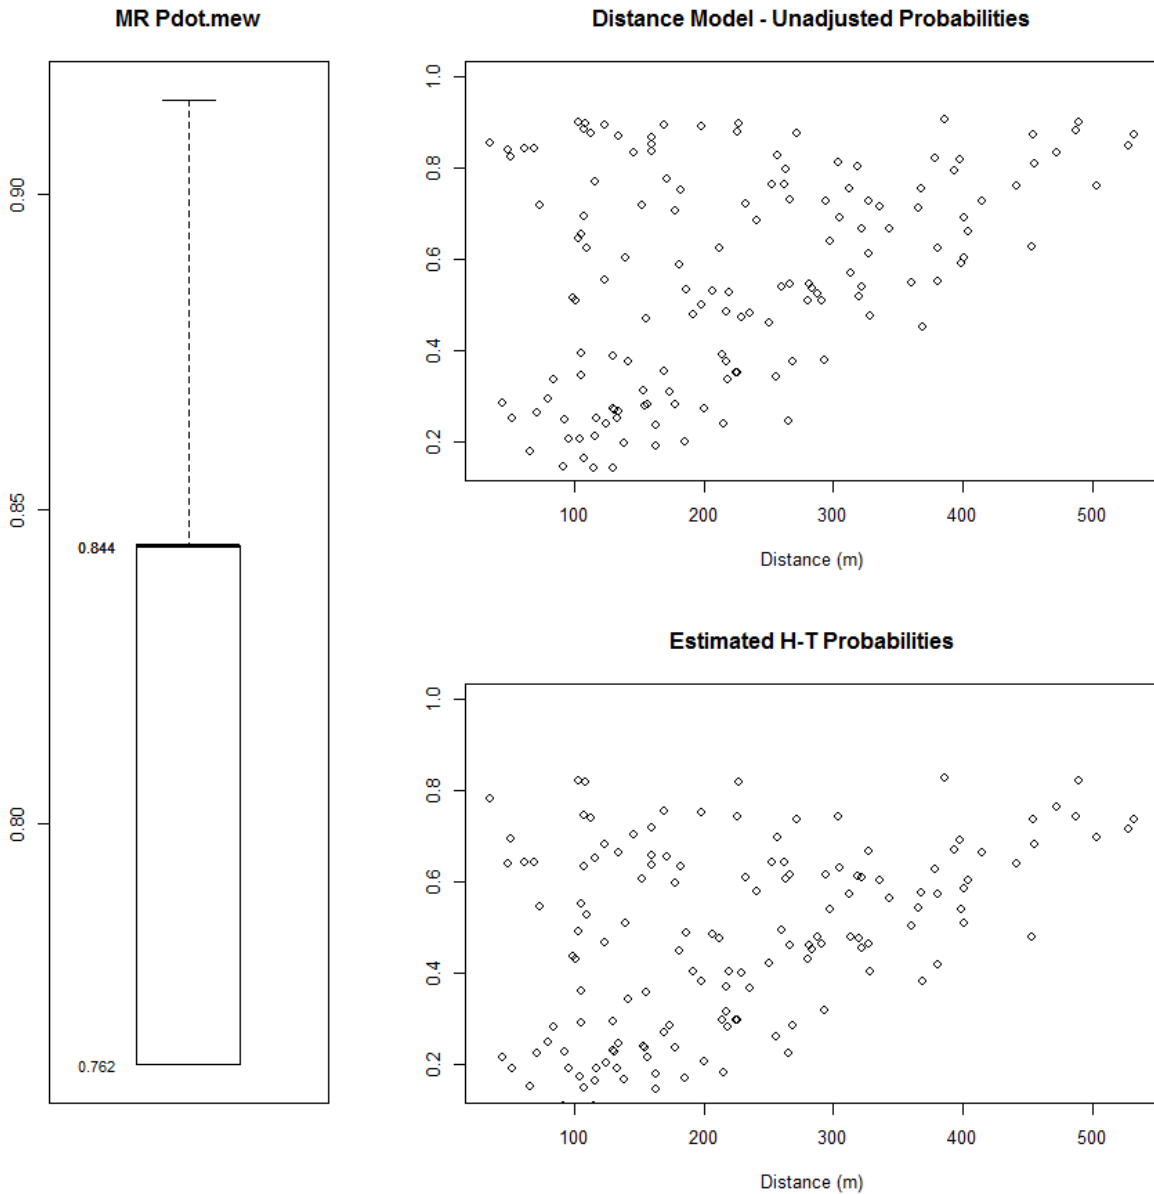 MR Pdot.mew
0.90
0.85
0.80
0.844
0.762
Distance Model - Unadjusted Probabilities
1.0
0.8
0.6
0.4
0.2
100 200 300 400 500
Distance (m)
Estimated H-T Probabilities
1.0
0.8
0.6
0.4
0.2
100 200 300 400 500
Distance (m)